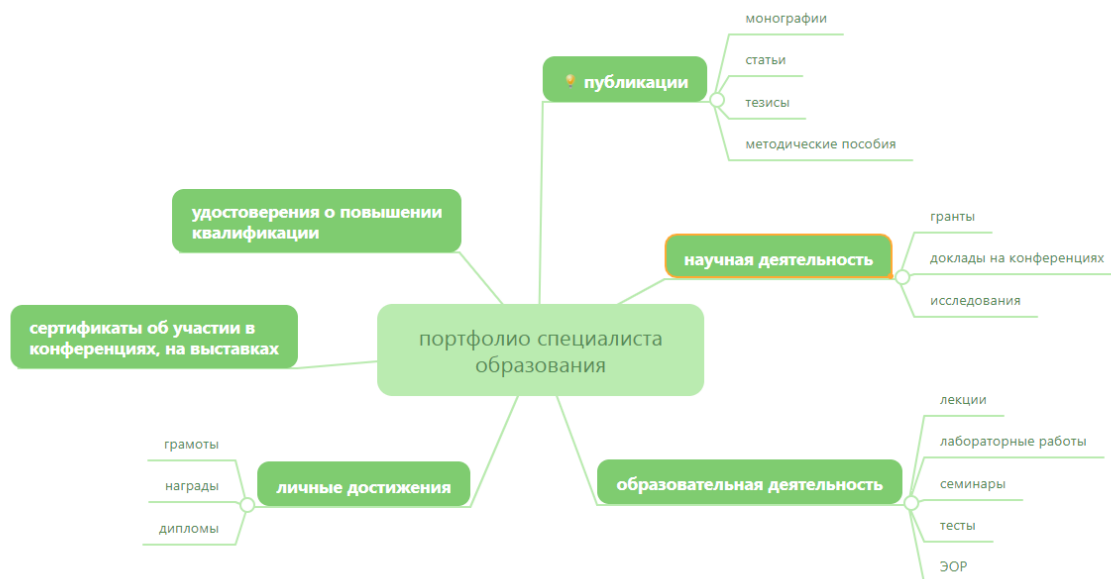 монографии
статьи
публикации
тезисы
методические пособия
удостоверения о повышении
квалификации
гранты
научная деятельность
доклады на конференциях
исследования
сертификаты об участии в
конференциях, на выставках
портфолио специалиста
образования
лекции
грамоты
лабораторные работы
награды
личные достижения
образовательная деятельность
семинары
дипломы
тесты
ЭОР